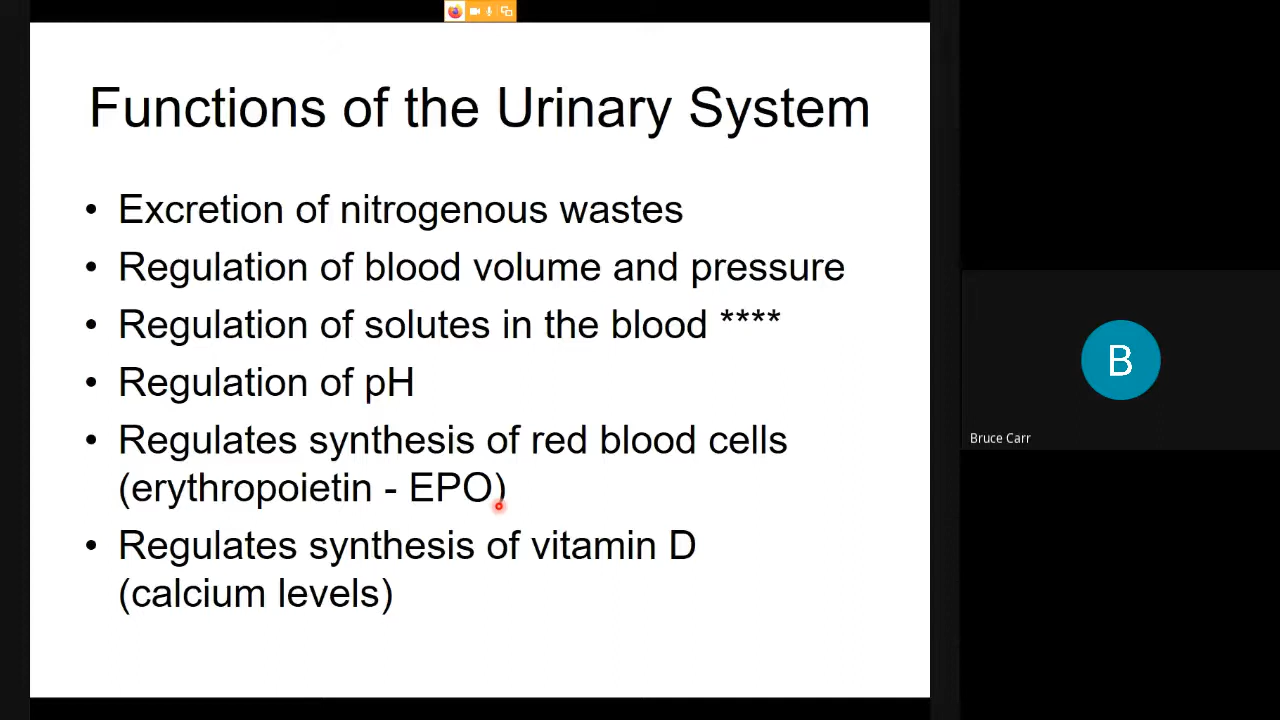 Functions of the Urinary System
• Excretion of nitrogenous wastes
• Regulation of blood volume and pressure
• Regulation of solutes in the blood ****
• Regulation of pH
• Regulates synthesis of red blood cells
(erythropoietin - EPO)
• Regulates synthesis of vitamin D
(calcium levels)
B
Bruce Carr